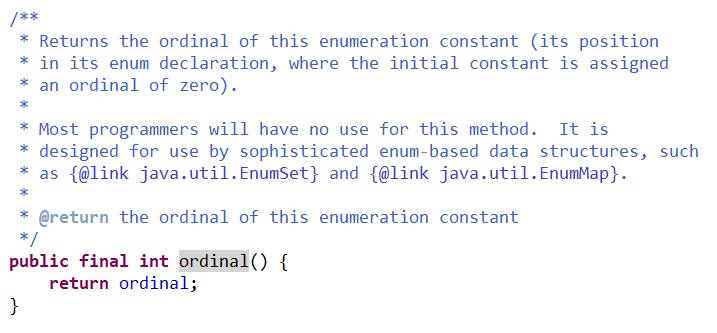 /**
 * Returns the ordinal of this enumeration constant (its position
 * in its enum declaration, where the initial constant is assigned
 * an ordinal of zero).
 *
 * Most programmers will have no use for this method.  It is
 * designed for use by sophisticated enum-based data structures, such
 * as {@link java.util.EnumSet} and {@link java.util.EnumMap}.
 *
 * @return the ordinal of this enumeration constant
 */
public final int ordinal() {
    return ordinal;
}